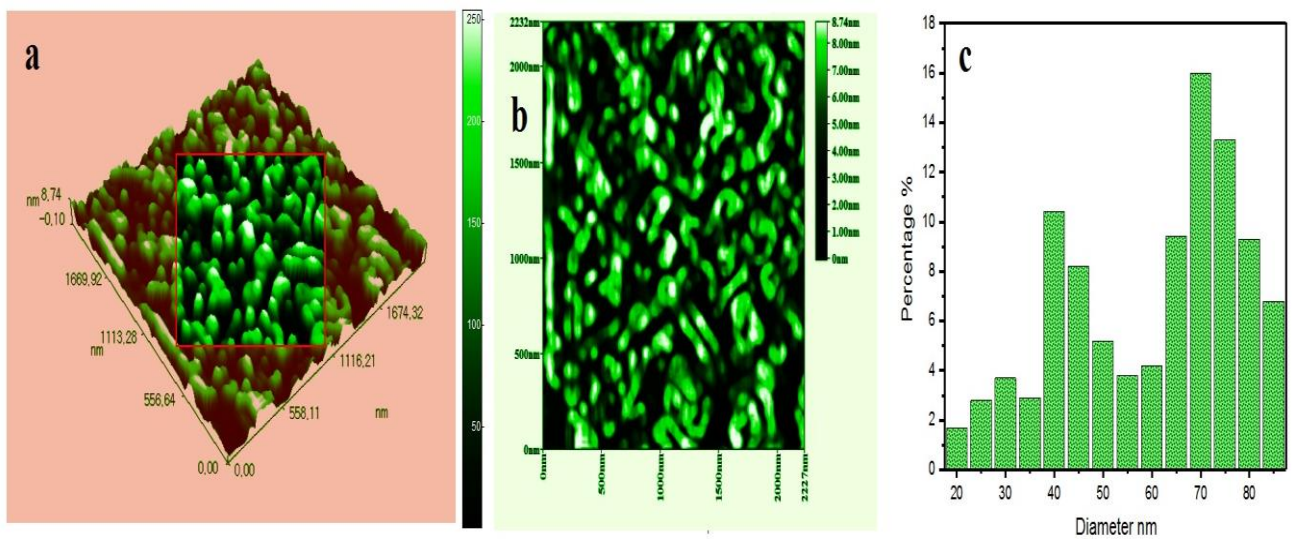 a
nm 8,74
-0,10
1669,92
1113,28
nm
556,64
0,00
0,00
558,11
nm
1116,21
1674,32
250
200
150
100
50
b
2232nm
2000nm
1500nm
1000nm
500nm
0nm
0nm
500nm
1000nm
1500nm
2000nm
2227nm
8.74nm
8.00nm
7.00nm
6.00nm
5.00nm
4.00nm
3.00nm
2.00nm
1.00nm
0nm
c
Percentage %
18
16
14
12
10
8
6
4
2
0
20 30 40 50 60 70 80
Diameter nm